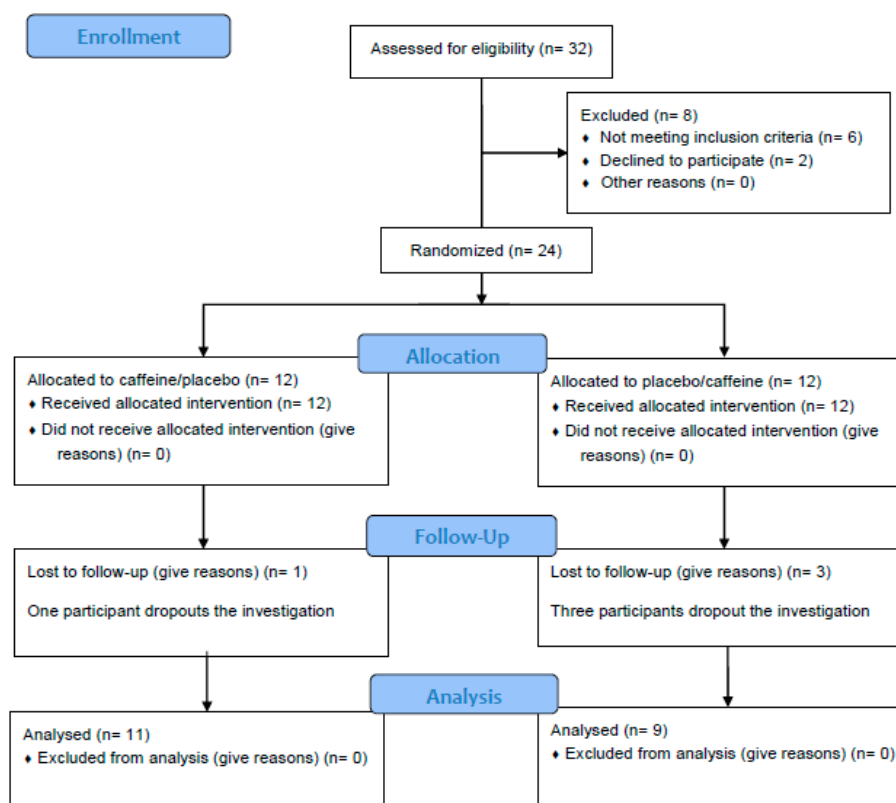 Enrollment
Assessed for eligibility (n= 32)
Excluded (n= 8)
♦ Not meeting inclusion criteria (n= 6)
♦ Declined to participate (n= 2)
♦ Other reasons (n= 0)
Randomized (n= 24)
Allocation
Allocated to caffeine/placebo (n= 12)
♦ Received allocated intervention (n= 12)
♦ Did not receive allocated intervention (give
reasons) (n= 0)
Allocated to placebo/caffeine (n= 12)
♦ Received allocated intervention (n= 12)
♦ Did not receive allocated intervention (give
reasons) (n= 0)
Follow-Up
Lost to follow-up (give reasons) (n= 1)
One participant dropouts the investigation
Lost to follow-up (give reasons) (n= 3)
Three participants dropout the investigation
Analysis
Analysed (n= 11)
♦ Excluded from analysis (give reasons) (n= 0)
Analysed (n= 9)
♦ Excluded from analysis (give reasons) (n= 0)